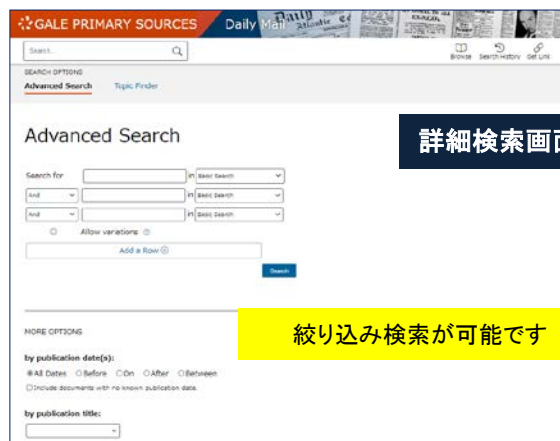 GALE PRIMARY SOURCES Daily Mail
Search...
Browse Search History Get Link
SEARCH OPTIONS
Advanced Search Topic Finder
Advanced Search
詳細検索画面
Search for in Basic Search
And in Basic Search
And in Basic Search
Allow variations
Add a Row
Search
絞り込み検索が可能です
MORE OPTIONS
by publication date(s):
All Dates Before On After Between
Include documents with no known publication date.
by publication title: